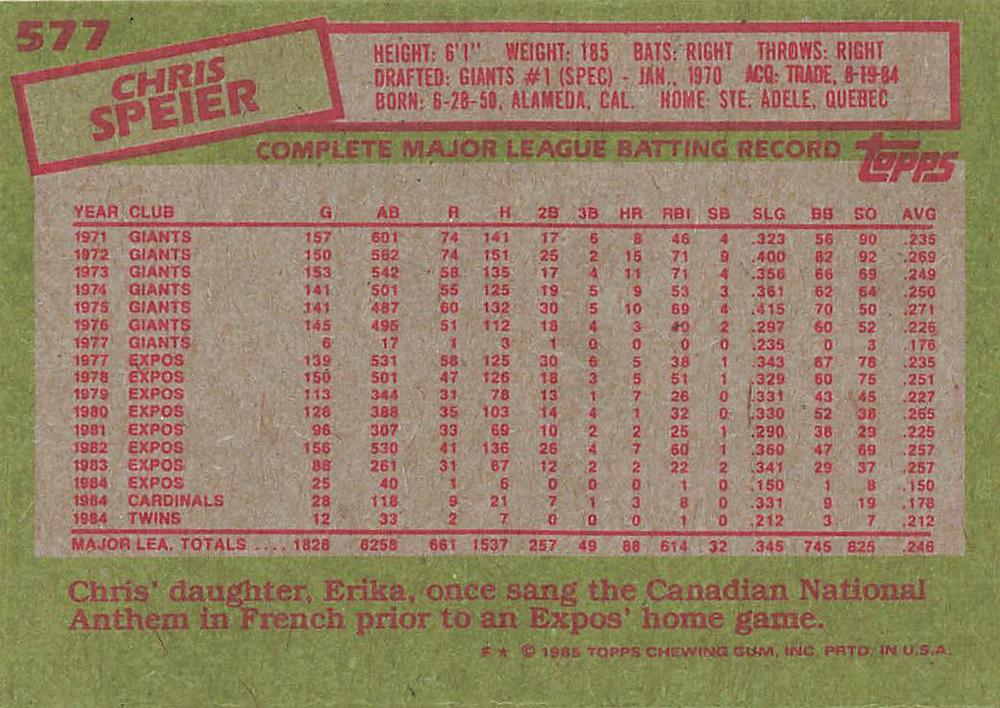 577
CHRIS
SPEIER
HEIGHT: 6'1" WEIGHT: 185 BATS: RIGHT THROWS: RIGHT
DRAFTED: GIANTS #1 (SPEC) - JAN., 1970 ACQ: TRADE, 8-19-84
BORN: 6-28-50, ALAMEDA, CAL. HOME: STE. ADELE, QUEBEC
COMPLETE MAJOR LEAGUE BATTING RECORD
topps
YEAR CLUB G AB R H 2B 3B HR RBI SB SLG BB SO AVG
1971 GIANTS 157 601 74 141 17 6 8 46 4 .323 56 90 .235
1972 GIANTS 150 562 74 151 25 2 15 71 9 .400 82 92 .269
1973 GIANTS 153 542 58 135 17 4 11 71 4 .356 66 69 .249
1974 GIANTS 141 501 55 125 19 5 9 53 3 .361 62 64 .250
1975 GIANTS 141 487 60 132 30 5 10 69 4 .415 70 50 .271
1976 GIANTS 145 495 51 112 18 4 3 40 2 .297 60 52 .226
1977 GIANTS 6 17 1 3 1 0 0 0 0 .235 0 3 .176
1977 EXPOS 139 531 58 125 30 6 5 38 1 .343 67 78 .235
1978 EXPOS 150 501 47 126 18 3 5 51 1 .329 60 75 .251
1979 EXPOS 113 344 31 78 13 1 7 26 0 .331 43 45 .227
1980 EXPOS 128 388 35 103 14 4 1 32 0 .330 52 38 .265
1981 EXPOS 96 307 33 69 10 2 2 25 1 .290 38 29 .225
1982 EXPOS 156 530 41 136 26 4 7 60 1 .360 47 69 .257
1983 EXPOS 88 261 31 67 12 2 2 22 2 .341 29 37 .257
1984 EXPOS 25 40 1 6 0 0 0 1 0 .150 1 8 .150
1984 CARDINALS 28 118 9 21 7 1 3 8 0 .331 9 19 .178
1984 TWINS 12 33 2 7 0 0 0 1 0 .212 3 7 .212
MAJOR LEA. TOTALS .... 1828 6258 661 1537 257 49 88 614 32 .345 745 825 .246
Chris' daughter, Erika, once sang the Canadian National
Anthem in French prior to an Expos' home game.
F ★ © 1985 TOPPS CHEWING GUM, INC. PRTD. IN U.S.A.